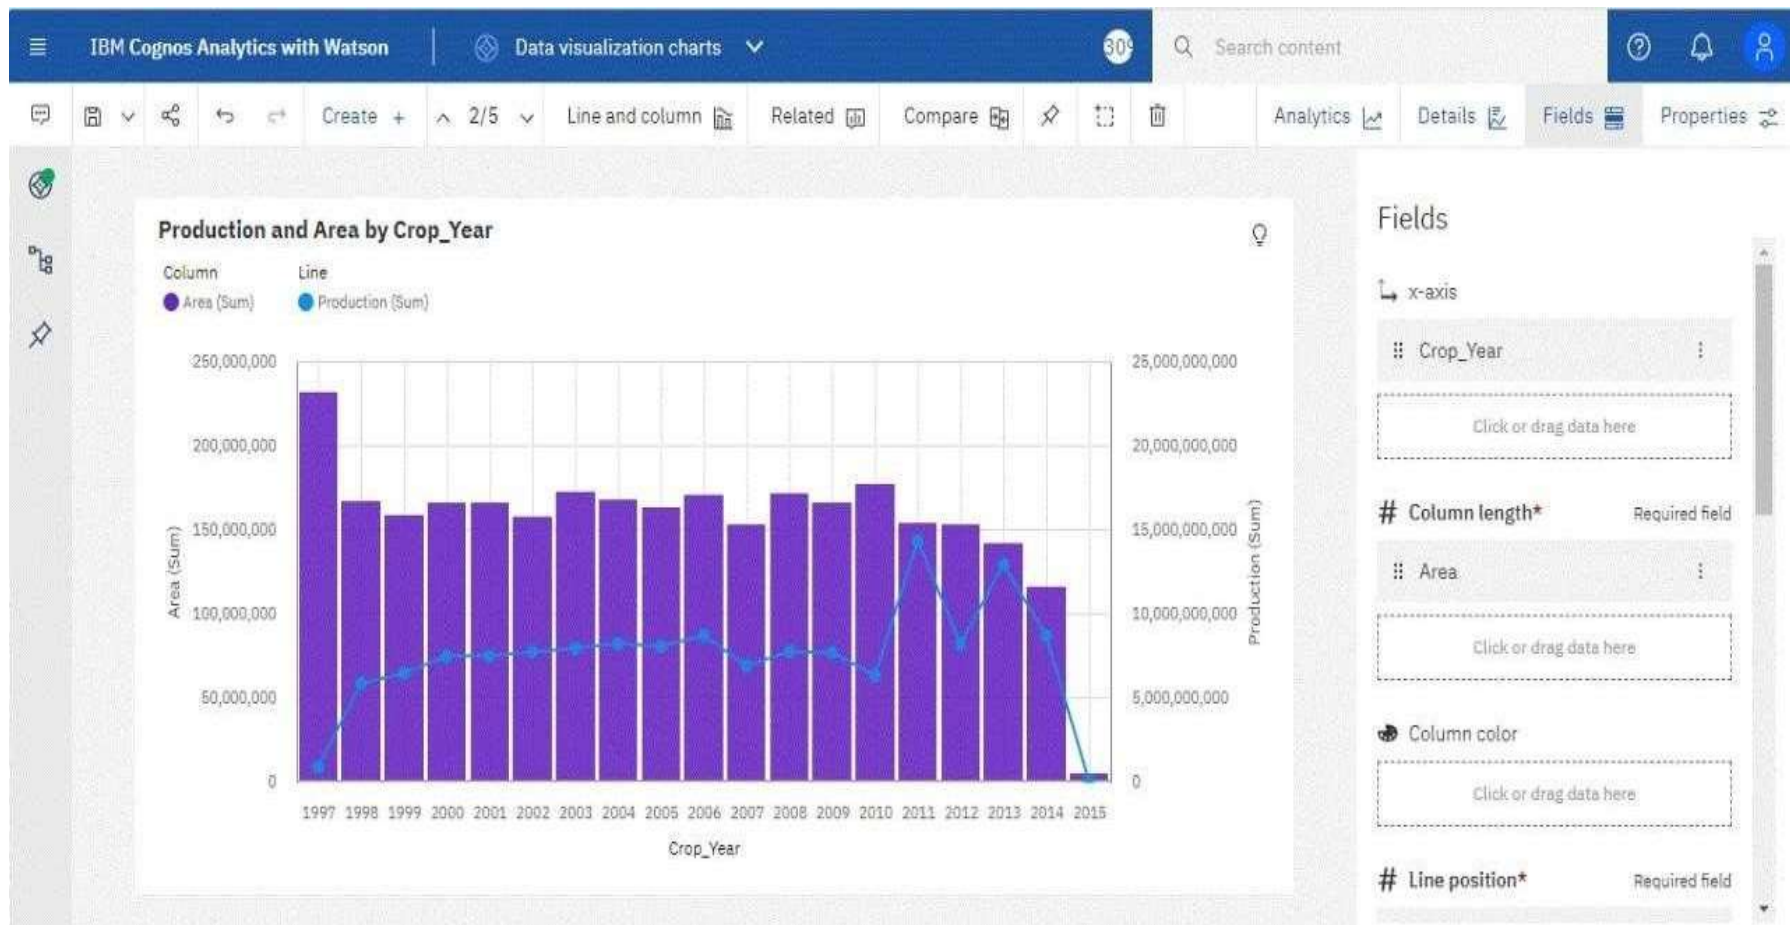 IBM Cognos Analytics with Watson
Data visualization charts
Search content
Create +
2/5
Line and column
Related
Compare
Analytics
Details
Fields
Properties
Production and Area by Crop_Year
Column
Line
Area (Sum)
Production (Sum)
250,000,000
200,000,000
150,000,000
100,000,000
50,000,000
0
Area (Sum)
25,000,000,000
20,000,000,000
15,000,000,000
10,000,000,000
5,000,000,000
0
Production (Sum)
1997 1998 1999 2000 2001 2002 2003 2004 2005 2006 2007 2008 2009 2010 2011 2012 2013 2014 2015
Crop_Year
Fields
x-axis
Crop_Year
Click or drag data here
# Column length* Required field
Area
Click or drag data here
Column color
Click or drag data here
# Line position* Required field